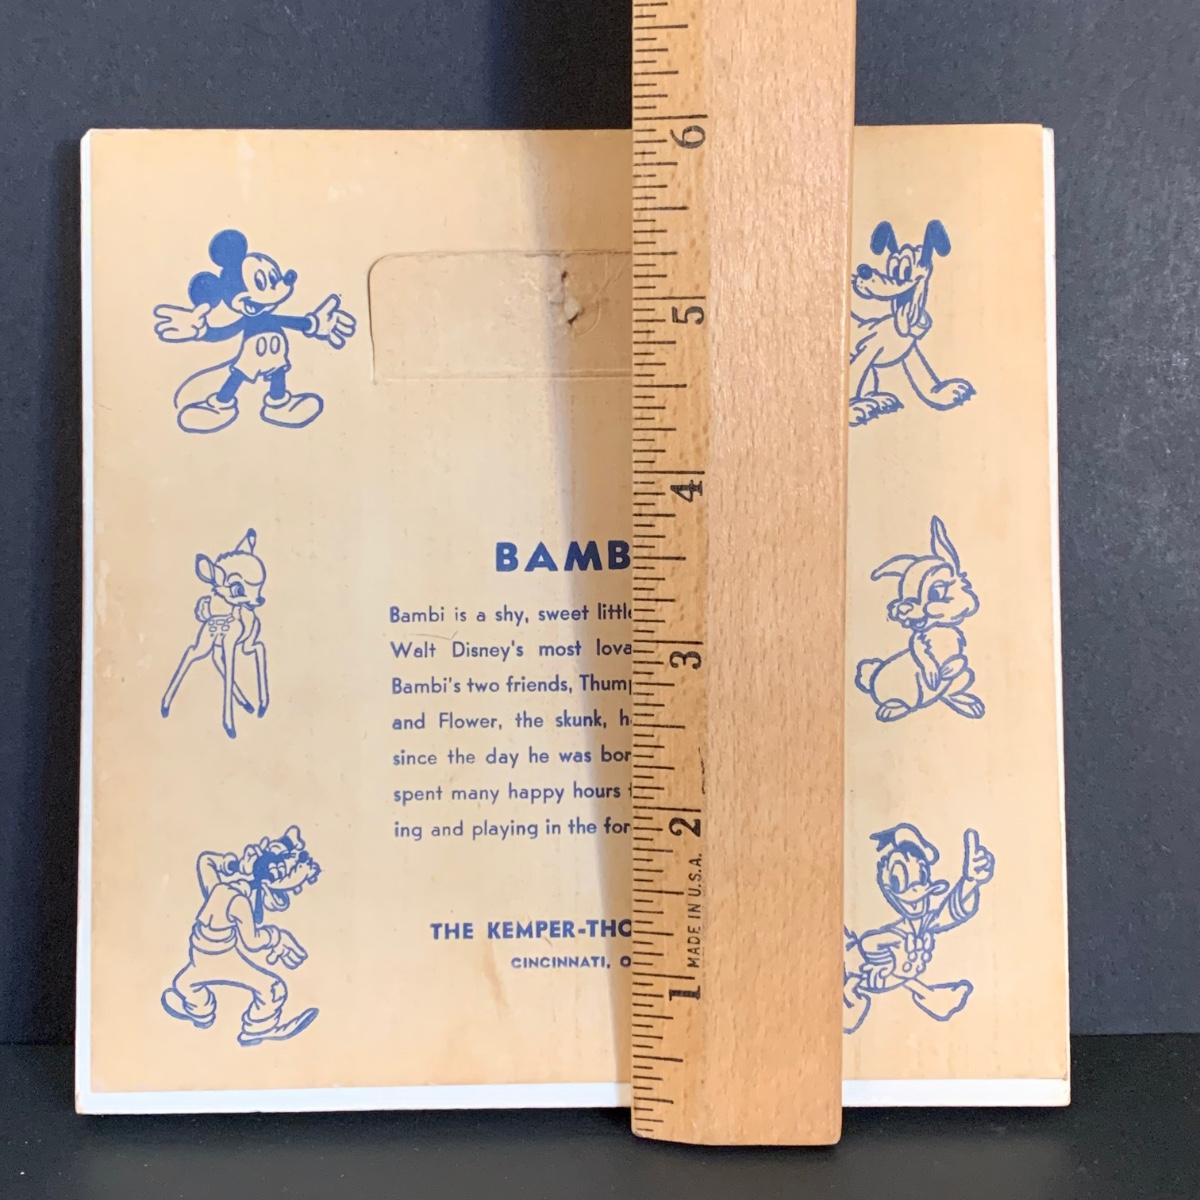 BAMB
Bambi is a shy, sweet little
Walt Disney's most lova
Bambi's two friends, Thump
and Flower, the skunk, h
since the day he was bor
spent many happy hours
ing and playing in the for
THE KEMPER-THO
CINCINNATI, O
6
5
4
3
2
1
MADE IN U.S.A.